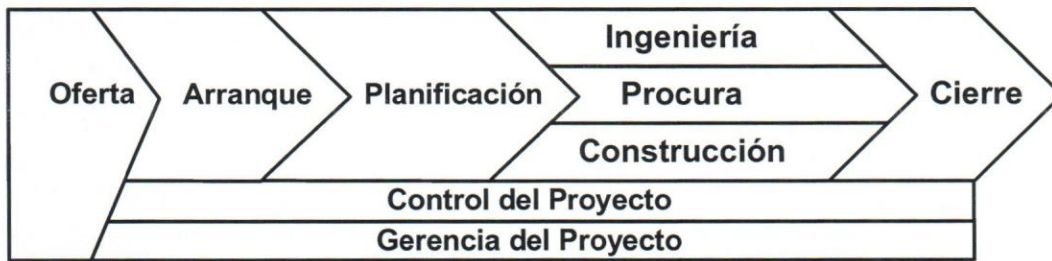 Oferta
Arranque
Planificación
Ingeniería
Procura
Construcción
Cierre
Control del Proyecto
Gerencia del Proyecto